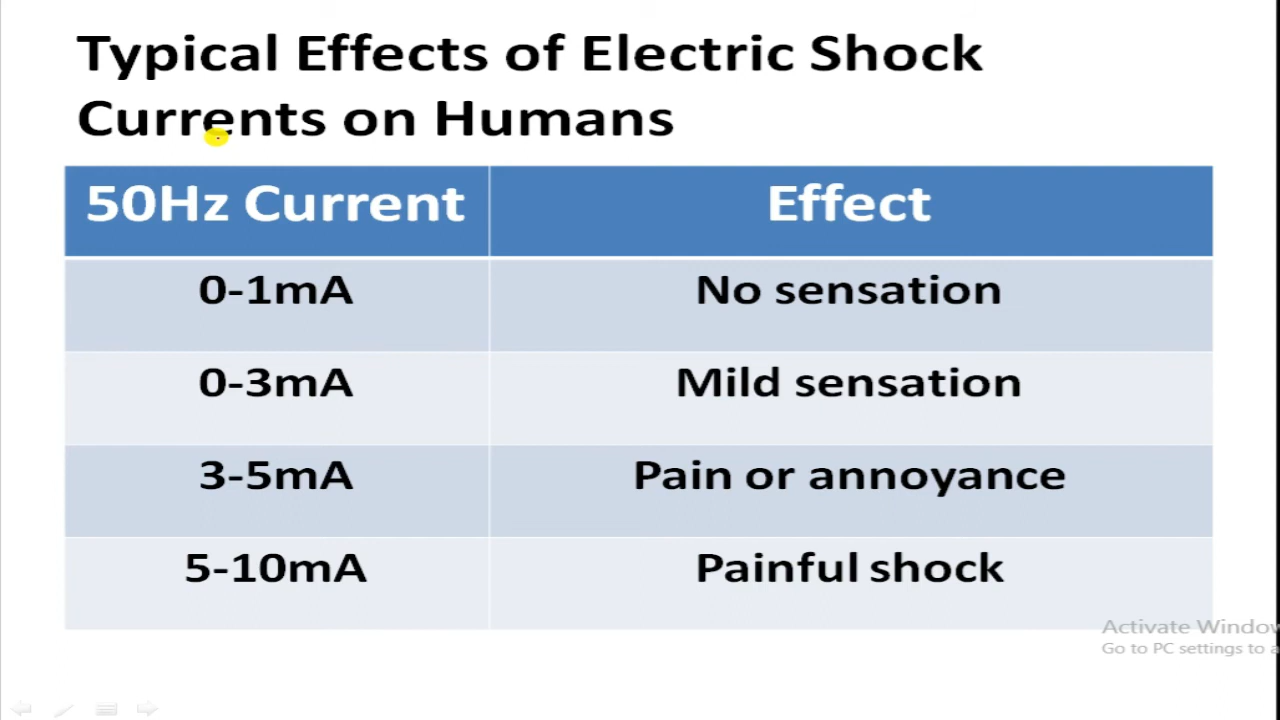 Typical Effects of Electric Shock
Currents on Humans
50Hz Current Effect
0-1mA No sensation
0-3mA Mild sensation
3-5mA Pain or annoyance
5-10mA Painful shock
Activate Window
Go to PC settings to a